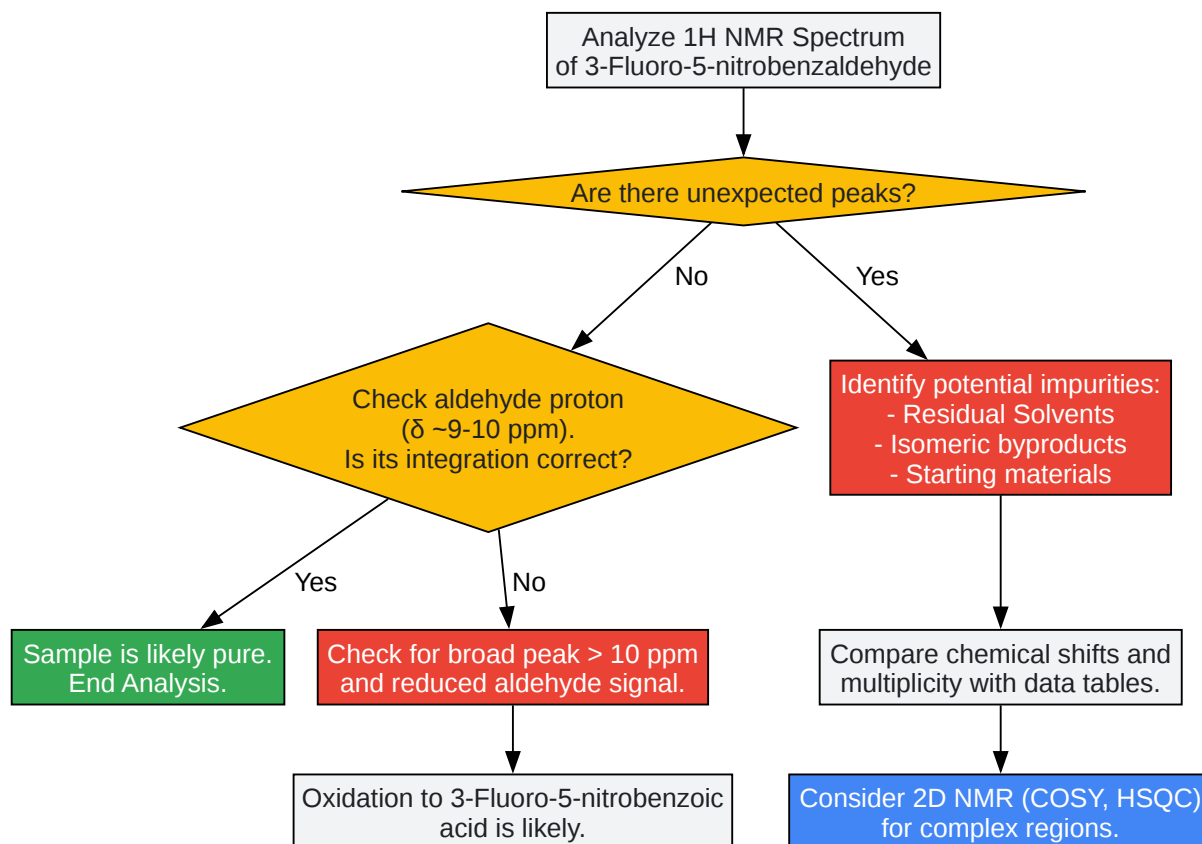 Analyze 1H NMR Spectrum
of 3-Fluoro-5-nitrobenzaldehyde
Are there unexpected peaks?
No
Yes
Check aldehyde proton
(δ ~9-10 ppm).
Is its integration correct?
Identify potential impurities:
- Residual Solvents
- Isomeric byproducts
- Starting materials
Yes
No
Sample is likely pure.
End Analysis.
Check for broad peak > 10 ppm
and reduced aldehyde signal.
Compare chemical shifts and
multiplicity with data tables.
Oxidation to 3-Fluoro-5-nitrobenzoic
acid is likely.
Consider 2D NMR (COSY, HSQC)
for complex regions.